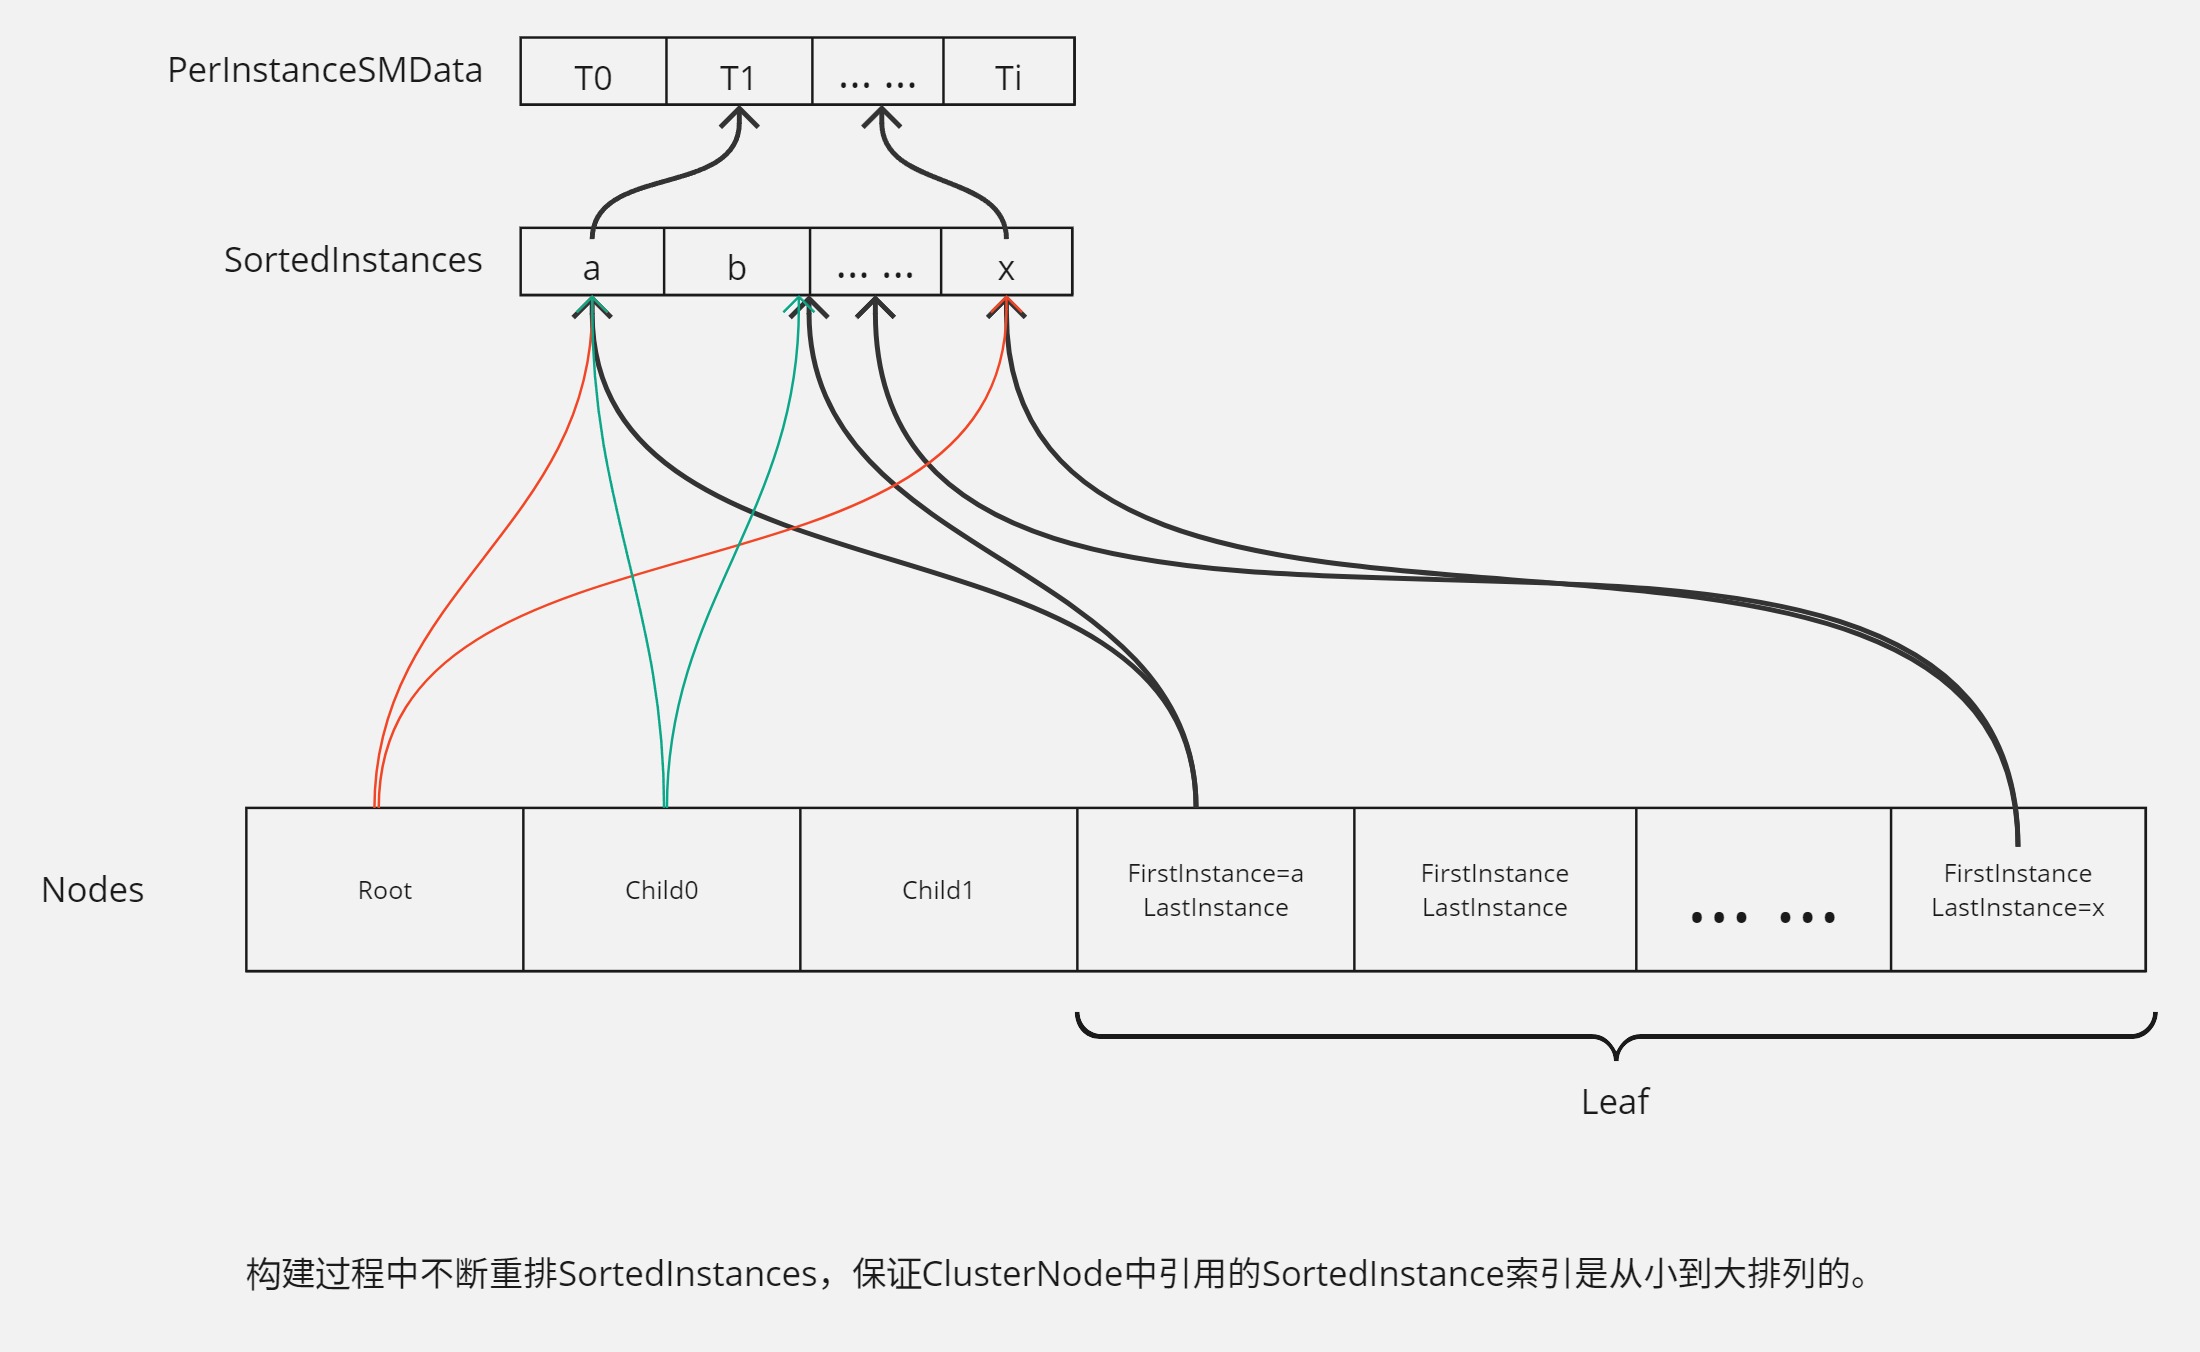 PerInstanceSMData
T0 T1 ... ... Ti
SortedInstances
a b ... ... x
Nodes
Root
Child0
Child1
FirstInstance=a
LastInstance
FirstInstance
LastInstance
... ...
FirstInstance
LastInstance=x
Leaf
构建过程中不断重排SortedInstances，保证ClusterNode中引用的SortedInstance索引是从小到大排列的。